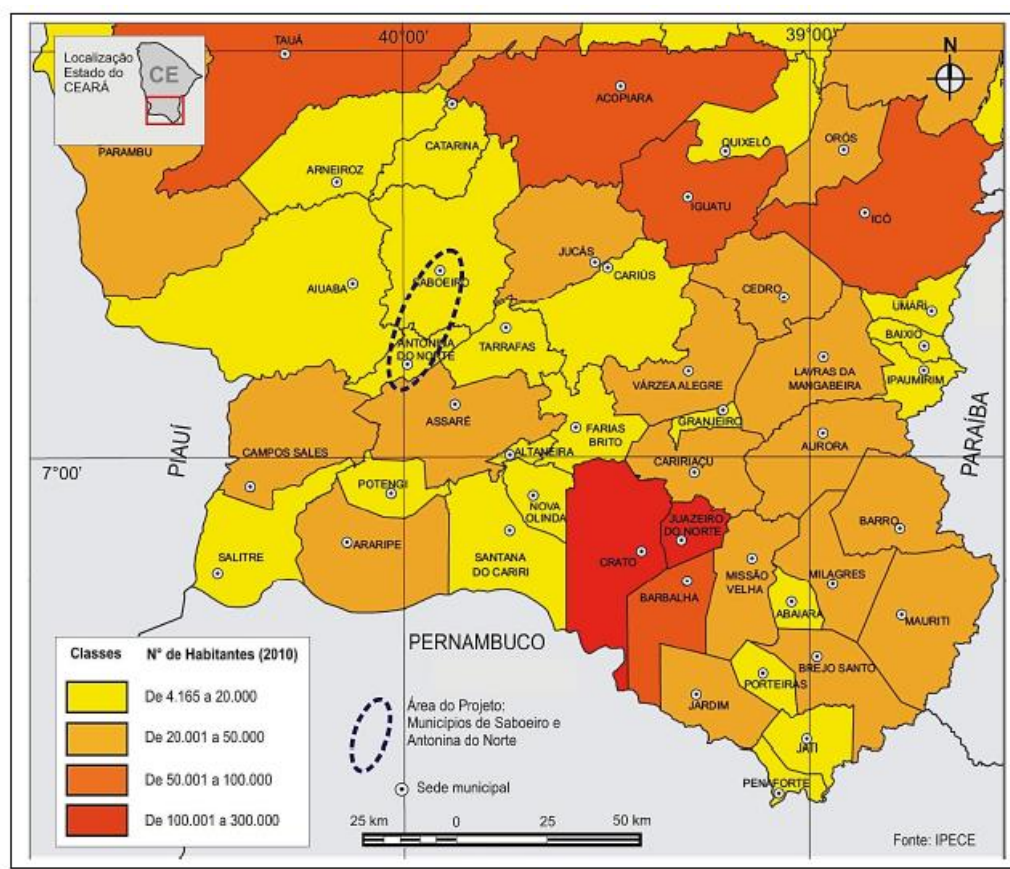 40°00'
39°00'
Localização
Estado do
CEARÁ
CE
N
TAUÁ
ACOPIARA
PARAMBU
ARNEIROZ
CATARINA
QUIXELÔ
ORÓS
IGUATU
ICÓ
JUCÁS
CARIÚS
AIUABA
SABOEIRO
CEDRO
UMARI
BAIXIO
IPAUMIRIM
ANTONINA
DO NORTE
TARRAFAS
VÁRZEA ALEGRE
LAVRAS DA
MANGABEIRA
ASSARÉ
GRANJEIRO
FARIAS
BRITO
AURORA
PIAUÍ
PARAÍBA
7°00'
CAMPOS SALES
ALTANEIRA
CARIRIAÇU
POTENGI
NOVA
OLINDA
JUAZEIRO
DO NORTE
BARRO
SALITRE
ARARIPE
SANTANA
DO CARIRI
CRATO
BARBALHA
MISSÃO
VELHA
MILAGRES
ABAIARA
MAURITI
PERNAMBUCO
PORTEIRAS
BREJO SANTO
JARDIM
JATI
PENAFORTE
Classes N° de Habitantes (2010)
De 4.165 a 20.000
De 20.001 a 50.000
De 50.001 a 100.000
De 100.001 a 300.000
Área do Projeto:
Municípios de Saboeiro e
Antonina do Norte
Sede municipal
25 km 0 25 50 km
Fonte: IPECE